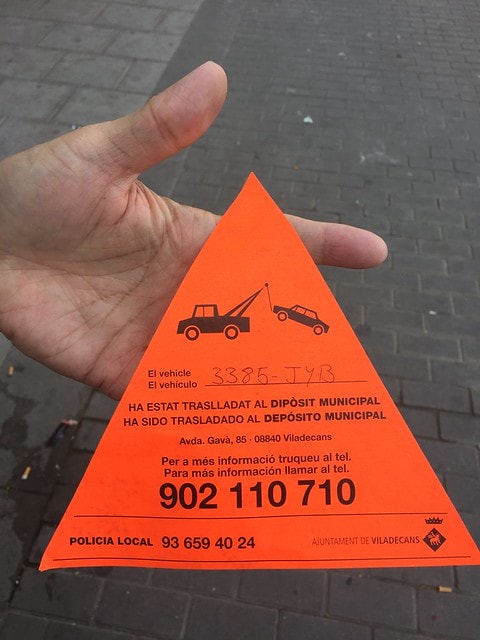 El vehicle
El vehículo 3385-JYB
HA ESTAT TRASLLADAT AL DIPÒSIT MUNICIPAL
HA SIDO TRASLADADO AL DEPÓSITO MUNICIPAL
Avda. Gavà, 85 · 08840 Viladecans
Per a més informació truqueu al tel.
Para más información llamar al tel.
902 110 710
POLICIA LOCAL 93 659 40 24 AJUNTAMENT DE VILADECANS